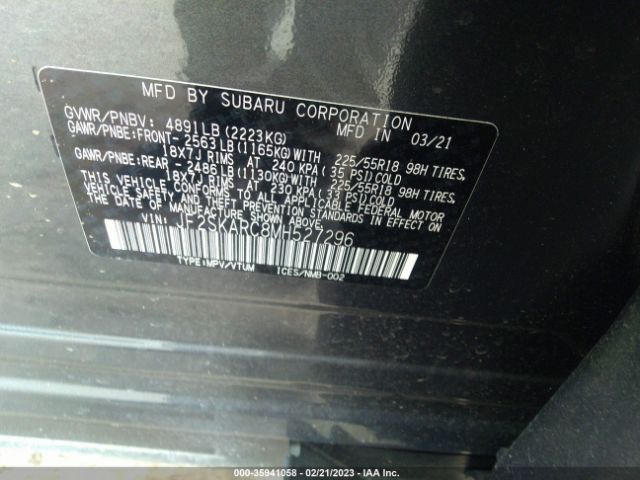 MFD BY SUBARU CORPORATION
GVWR/PNBV: 4891LB(2223KG) MFD IN 03/21
GAWR/PNBE:FRONT-2563LB(1165KG)WITH 225/55R18 98H TIRES,
18X7J RIMS AT 240 KPA(35 PSI)COLD
GAWR/PNBE:REAR -2486LB(1130KG)WITH 225/55R18 98H TIRES,
18X7J RIMS AT 230 KPA(33 PSI)COLD
THIS VEHICLE CONFORMS TO ALL APPLICABLE FEDERAL MOTOR
VEHICLE SAFETY AND STANDARDS IN EFFECT ON
THE DATE OF MANUFACTURE SHOWN ABOVE.
VIN: JF2SKARC8MH527296
TYPE:MPV/VTUM ICES/NMB-002
000-35941058 - 02/21/2023 - IAA Inc.